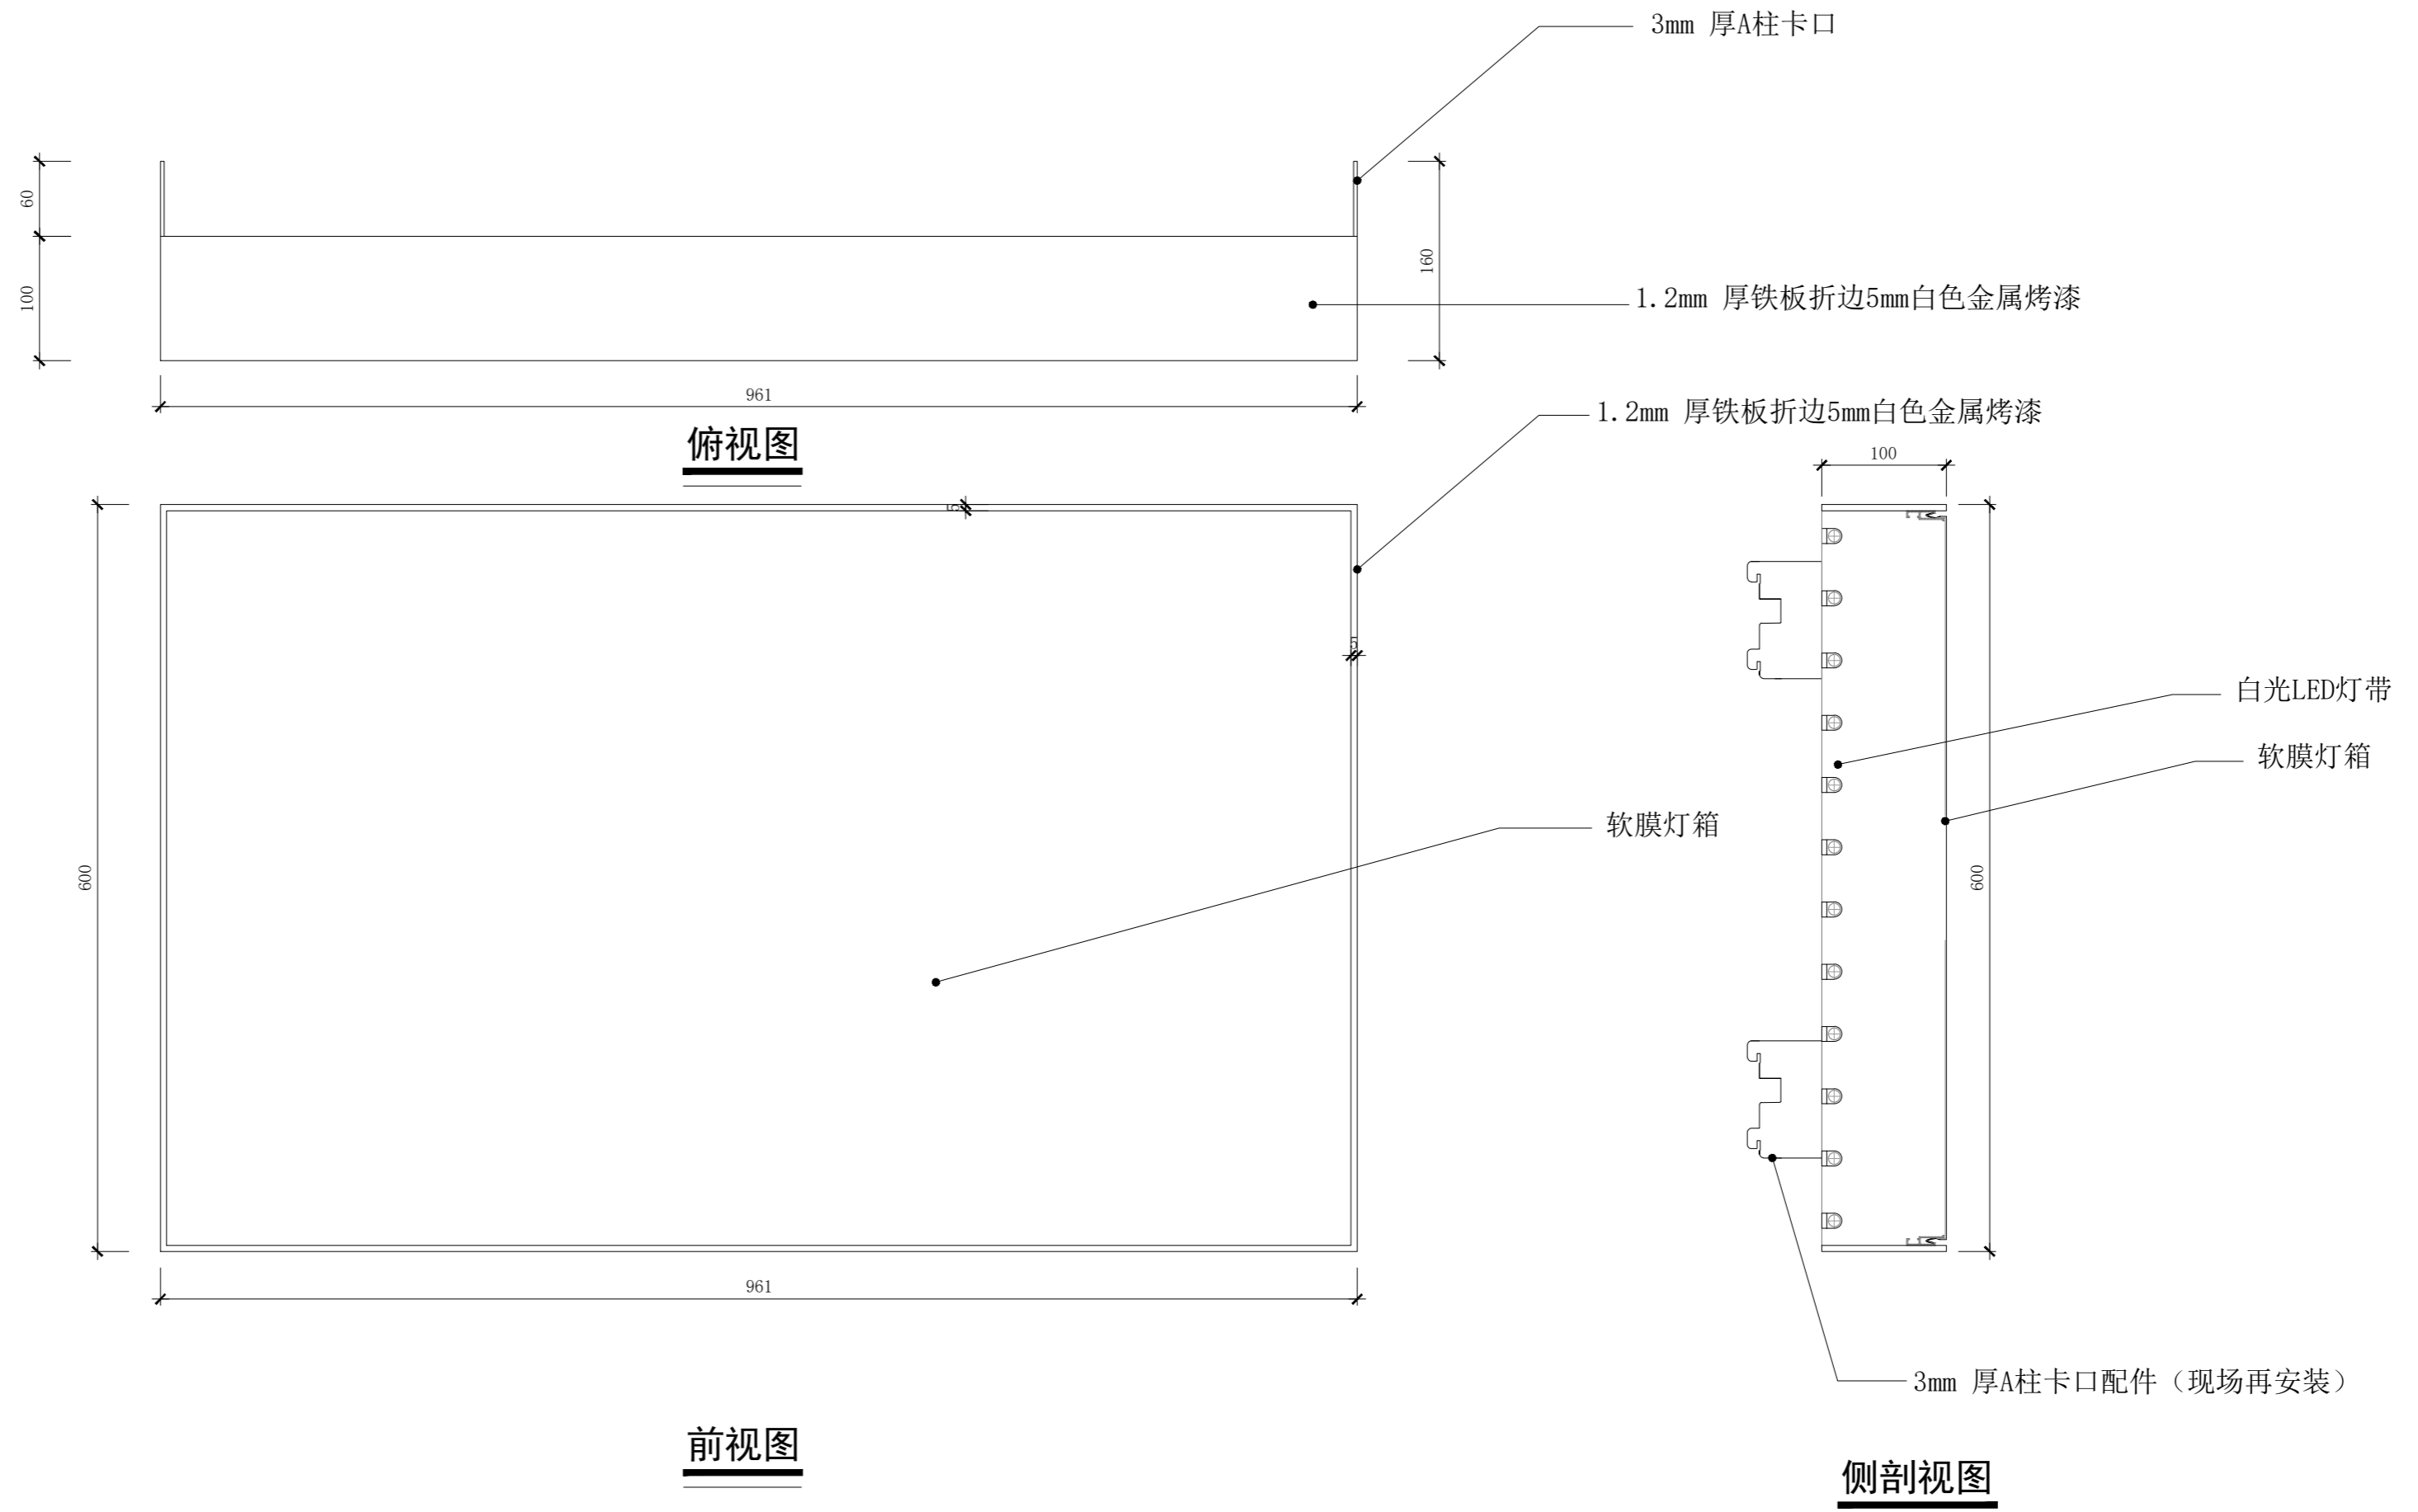 3mm 厚A柱卡口
60
100
160
1.2mm 厚铁板折边5mm白色金属烤漆
961
俯视图
1.2mm 厚铁板折边5mm白色金属烤漆
100
5
5
白光LED灯带
软膜灯箱
软膜灯箱
600
600
961
3mm 厚A柱卡口配件（现场再安装）
前视图
侧剖视图